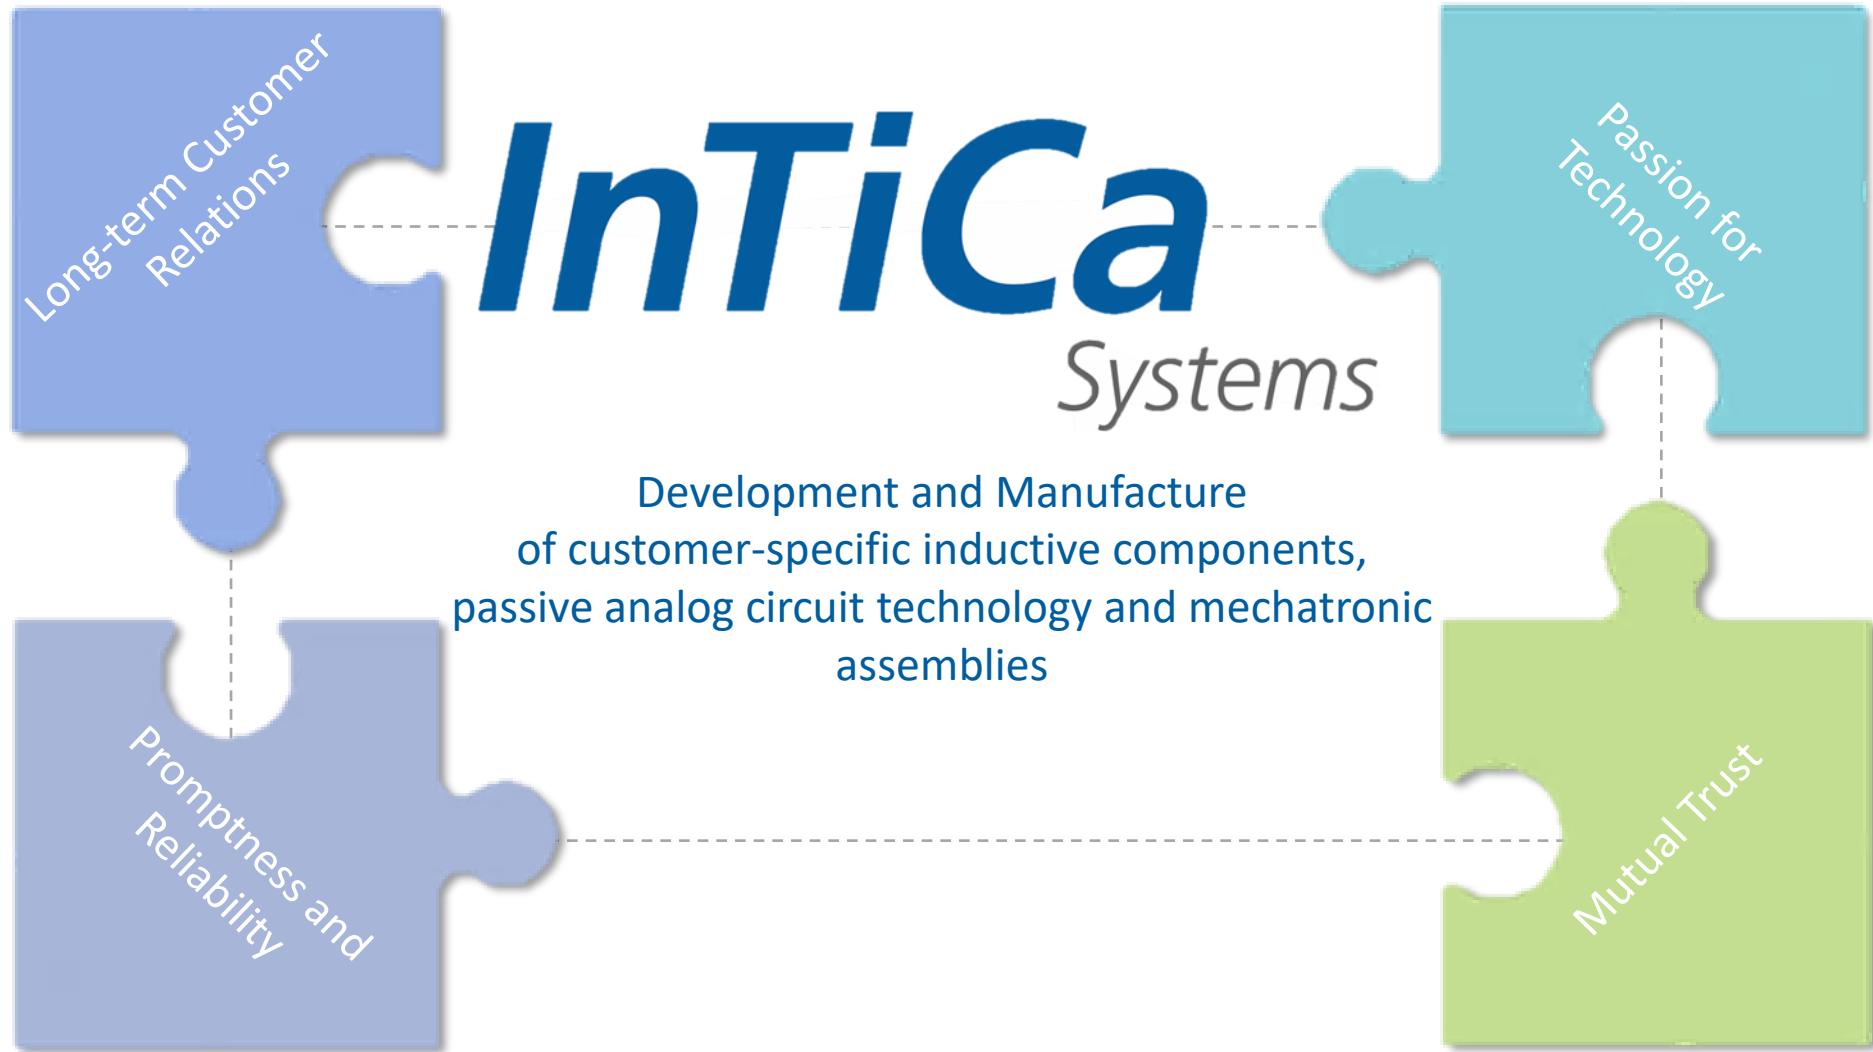 Long-term Customer
Relations
InTiCa
Systems
Passion for
Technology
Development and Manufacture
of customer-specific inductive components,
passive analog circuit technology and mechatronic
assemblies
Promptness and
Reliability
Mutual Trust